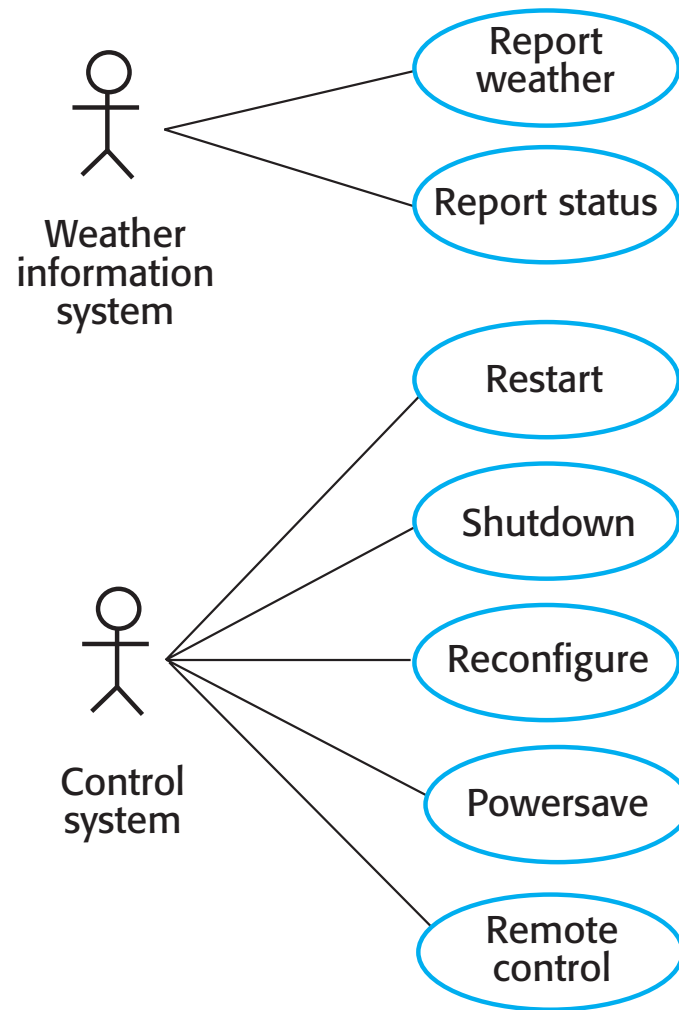 Report
weather
Report status
Weather
information
system
Restart
Shutdown
Reconfigure
Control
system
Powersave
Remote
control